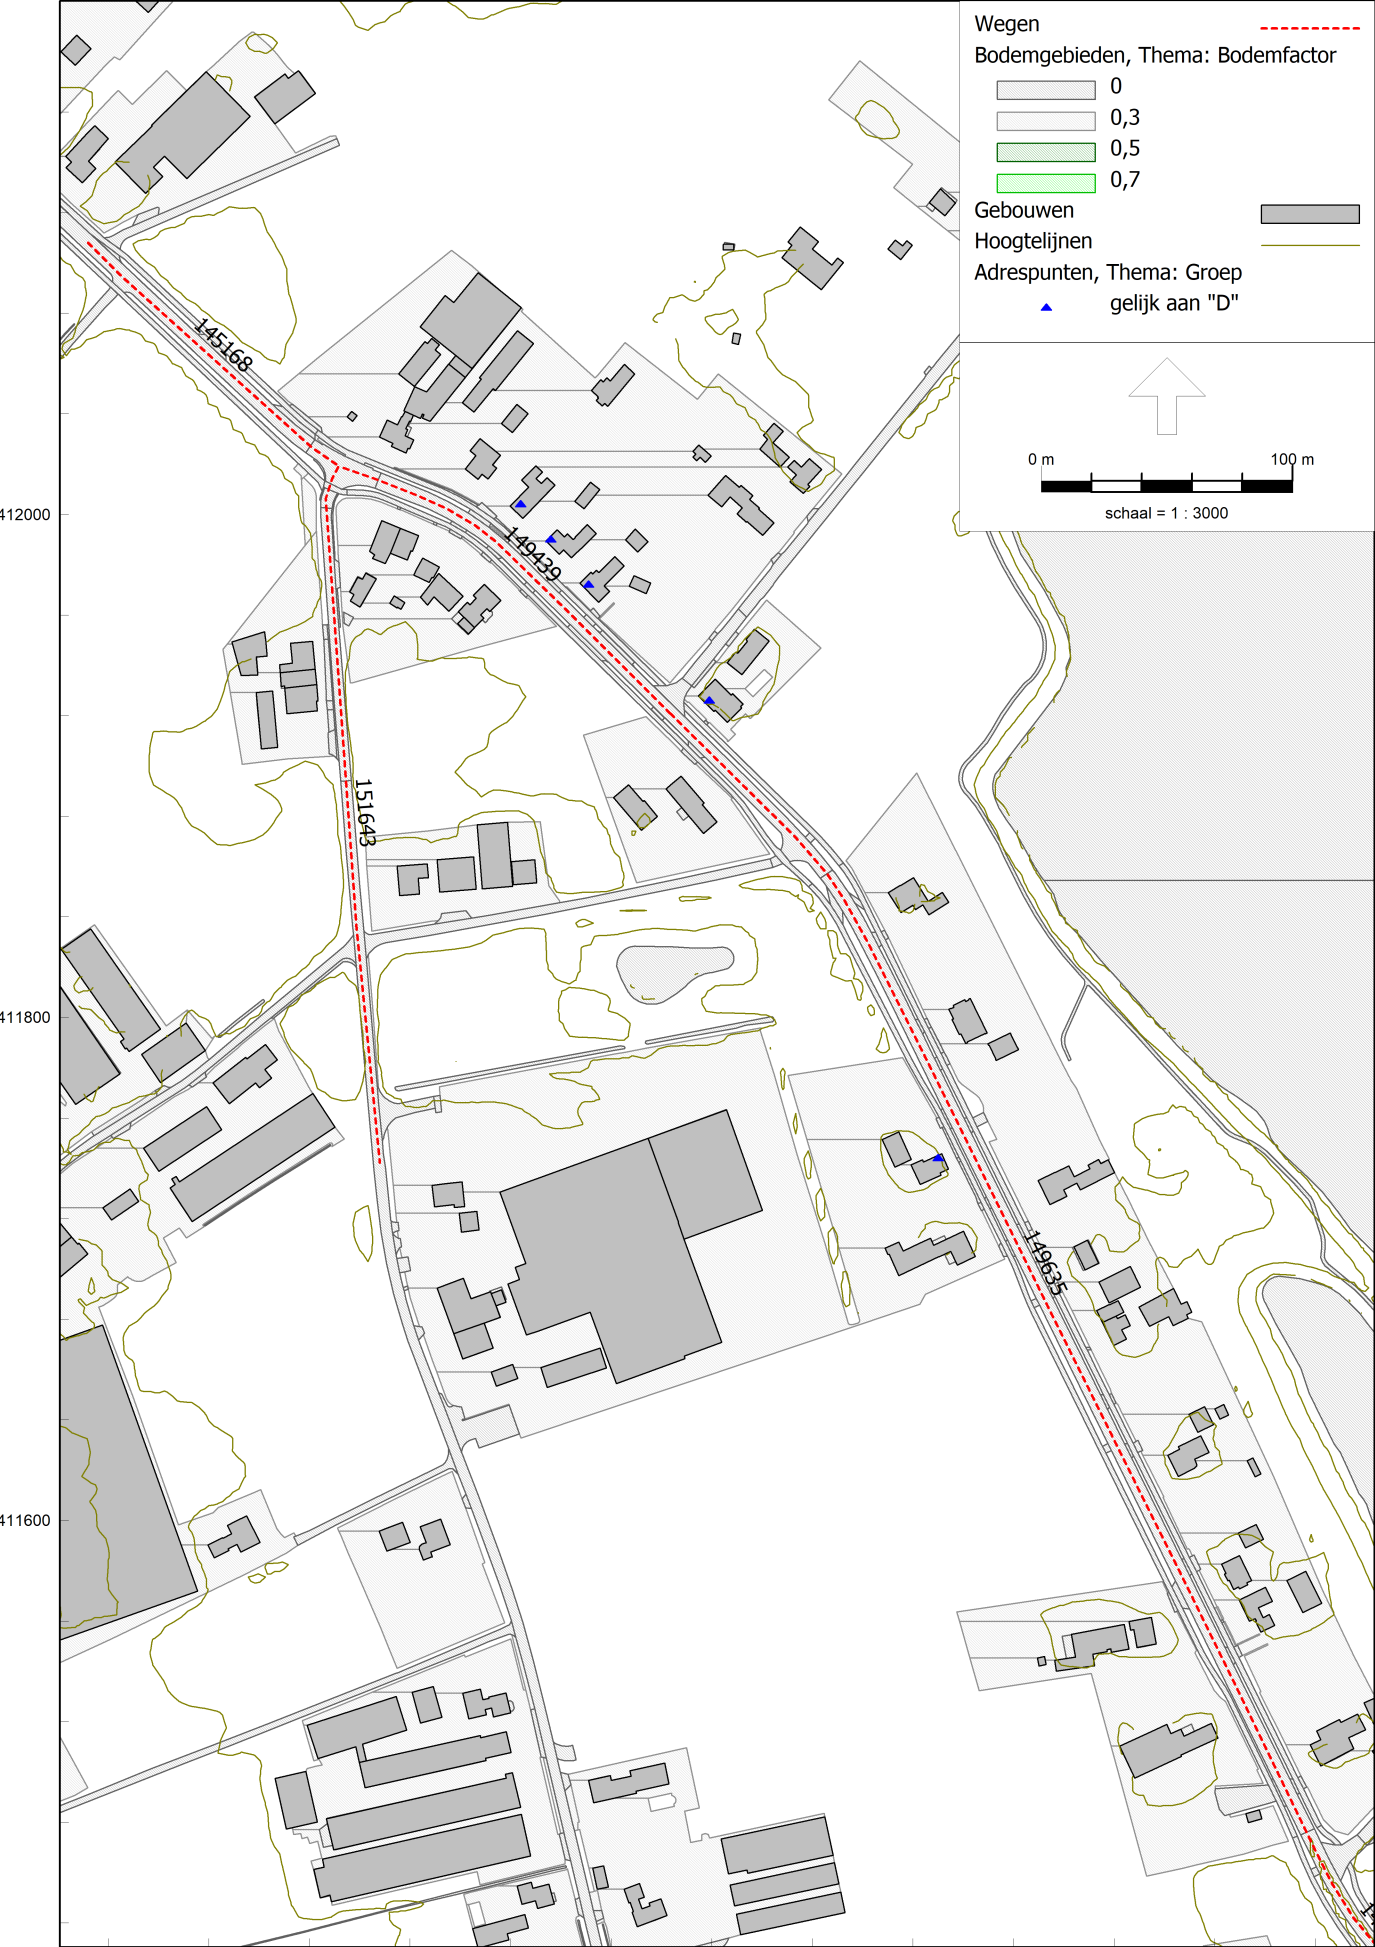 Wegen
Bodemgebieden, Thema: Bodemfactor
0
0,3
0,5
0,7
Gebouwen
Hoogtelijnen
Adrespunten, Thema: Groep
gelijk aan "D"
0 m 100 m
schaal = 1 : 3000
145168
412000
149439
151643
411800
149635
411600